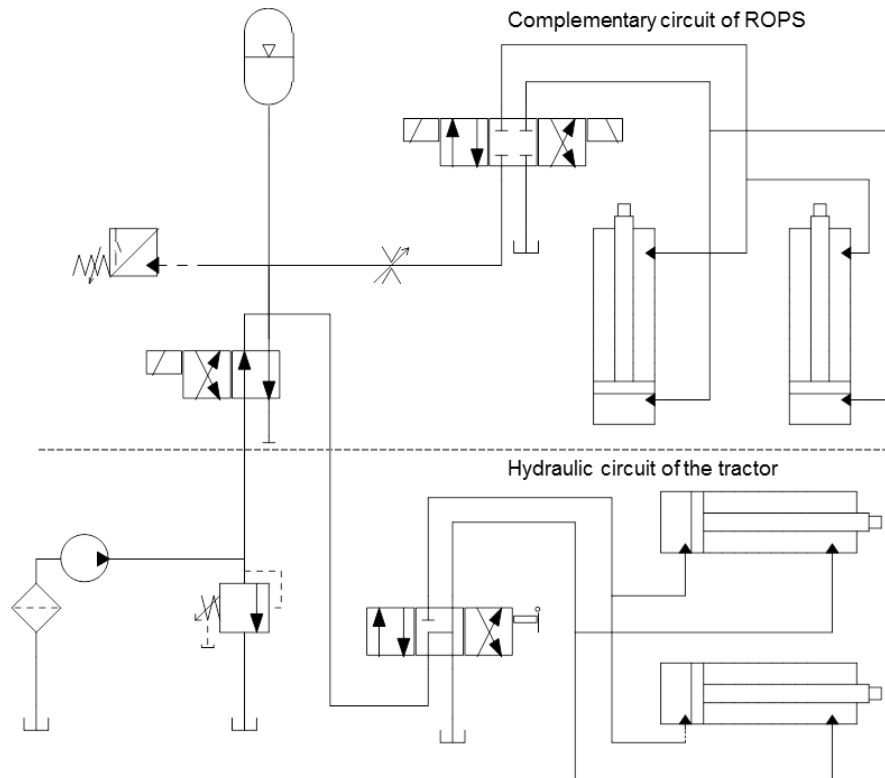 Complementary circuit of ROPS
Hydraulic circuit of the tractor